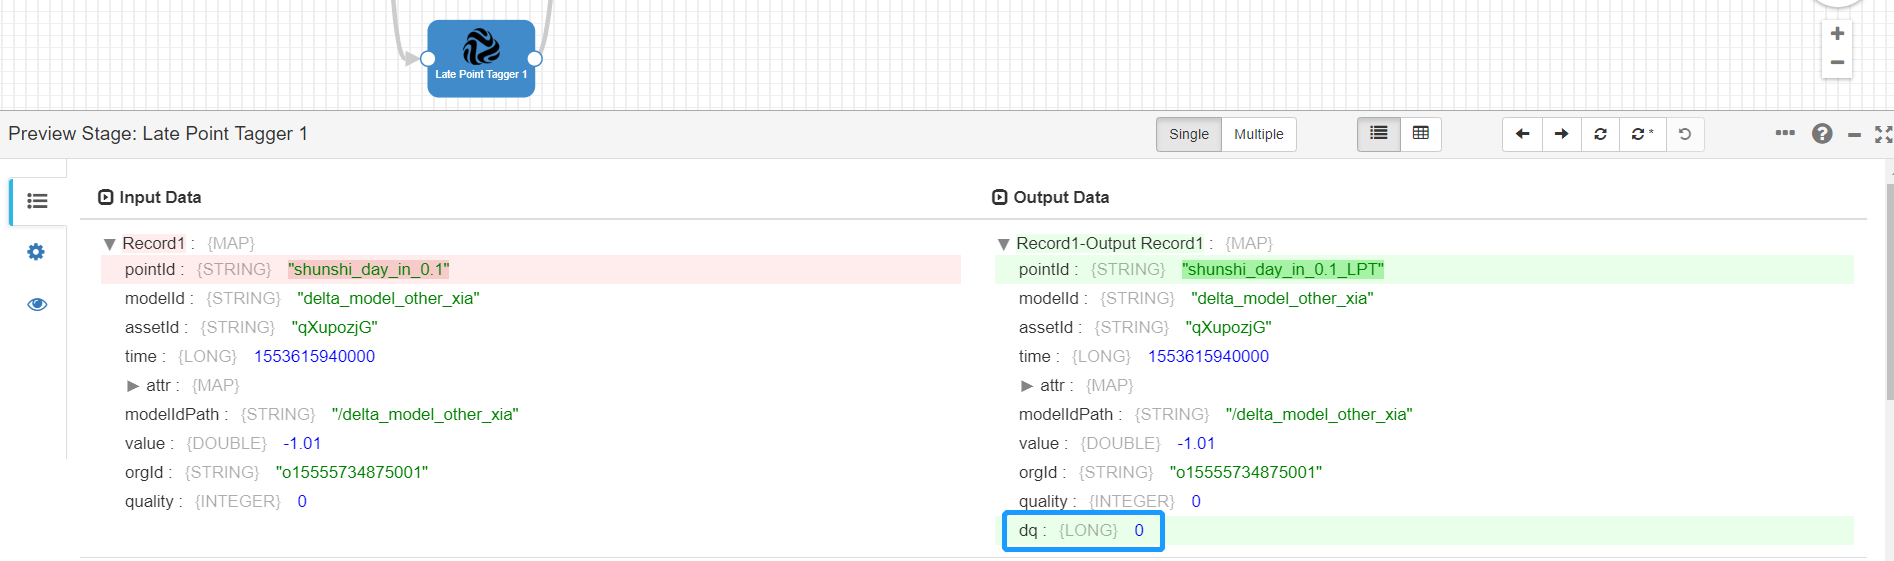 Late Point Tagger 1
Preview Stage: Late Point Tagger 1
Single Multiple
Input Data
Record1 : {MAP}
pointId : {STRING} "shunshi_day_in_0.1"
modelId : {STRING} "delta_model_other_xia"
assetId : {STRING} "qXupozjG"
time : {LONG} 1553615940000
attr : {MAP}
modelIdPath : {STRING} "/delta_model_other_xia"
value : {DOUBLE} -1.01
orgId : {STRING} "o15555734875001"
quality : {INTEGER} 0
Output Data
Record1-Output Record1 : {MAP}
pointId : {STRING} "shunshi_day_in_0.1_LPT"
modelId : {STRING} "delta_model_other_xia"
assetId : {STRING} "qXupozjG"
time : {LONG} 1553615940000
attr : {MAP}
modelIdPath : {STRING} "/delta_model_other_xia"
value : {DOUBLE} -1.01
orgId : {STRING} "o15555734875001"
quality : {INTEGER} 0
dq : {LONG} 0